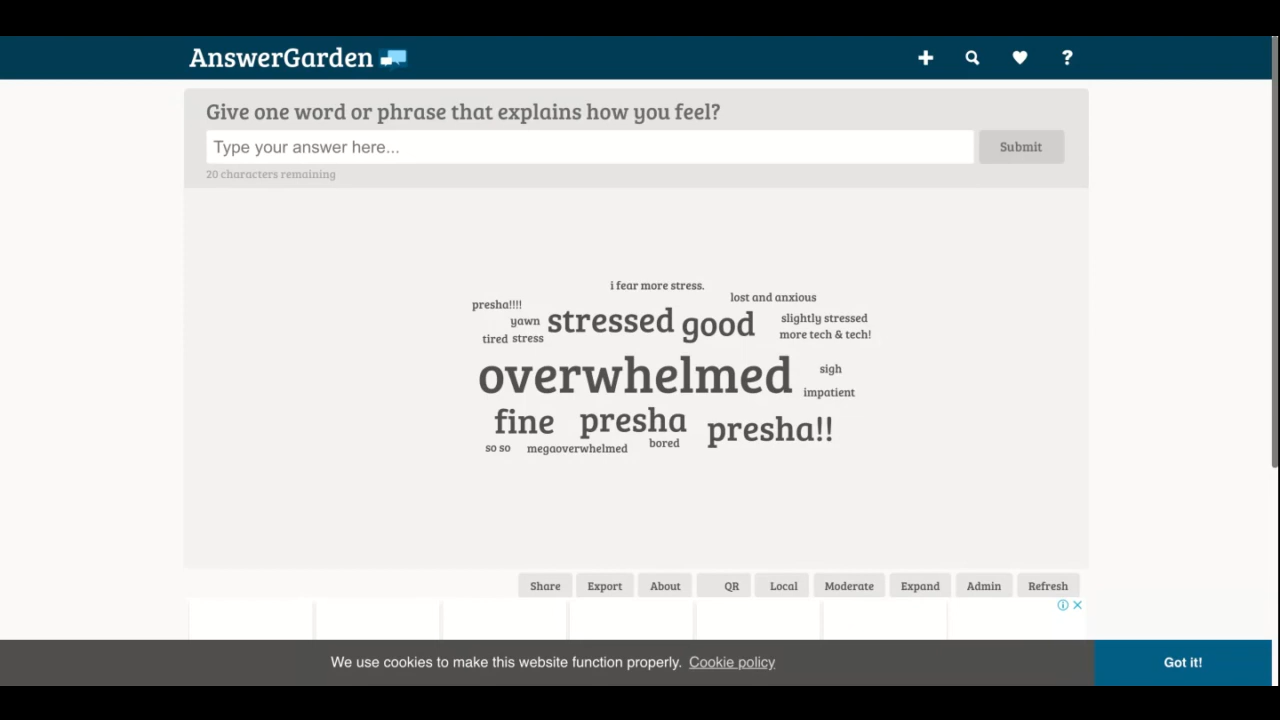 AnswerGarden
Give one word or phrase that explains how you feel?
Type your answer here...
Submit
20 characters remaining
i fear more stress.
presha!!!!
lost and anxious
yawn
stressed
good
slightly stressed
tired
stress
more tech & tech!
overwhelmed
sigh
impatient
fine
presha
presha!!
so so
megaoverwhelmed
bored
Share
Export
About
QR
Local
Moderate
Expand
Admin
Refresh
We use cookies to make this website function properly. Cookie policy
Got it!